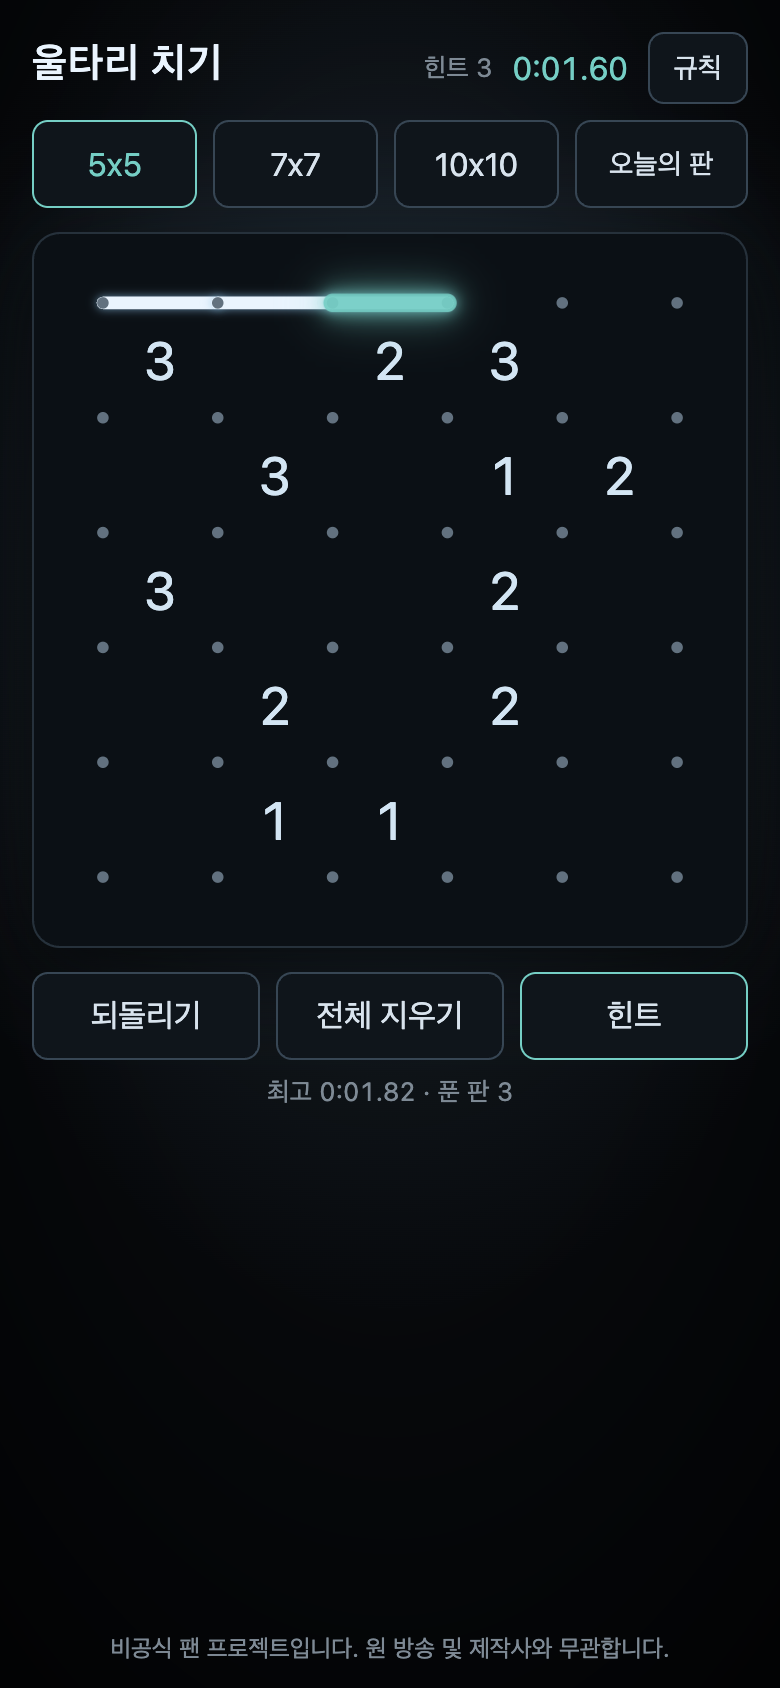 울타리 치기 힌트 3 0:01.60 규칙
5x5 7x7 10x10 오늘의 판
3 2 3
3 1 2
3 2
2 2
1 1
되돌리기 전체 지우기 힌트
최고 0:01.82 · 푼 판 3
비공식 팬 프로젝트입니다. 원 방송 및 제작사와 무관합니다.